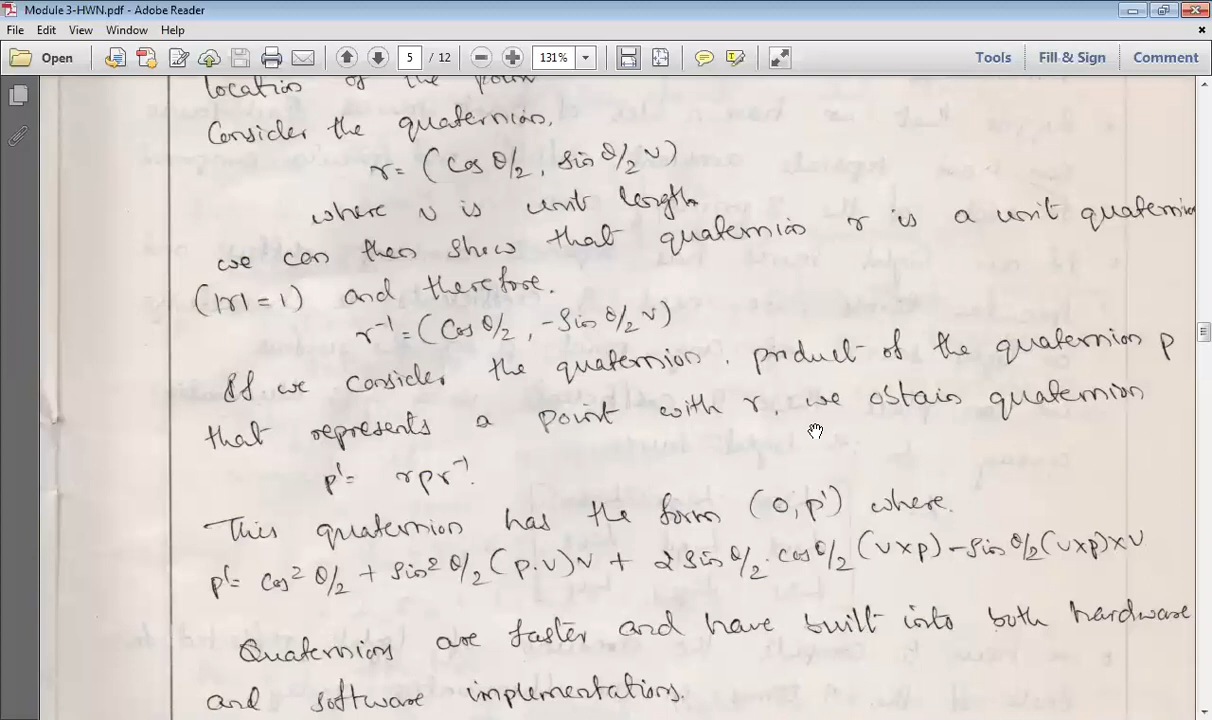 Module 3-HWN.pdf - Adobe Reader
File Edit View Window Help
Open 5 / 12 131% Tools Fill & Sign Comment
location of the point
Consider the quaternion.
r= (Cos θ/2, Sin θ/2 v)
where v is unit length
we can then show that quaternion r is a unit quaternion
(|r|=1) and therefore.
r⁻¹= (Cos θ/2, -Sin θ/2 v)
If we consider the quaternion. product of the quaternion p
that represents a point with r. we obtain quaternion
p'= rpr⁻¹.
This quaternion has the form (0,p') where.
p'= cos² θ/2 + Sin² θ/2 (p.v)v + 2 Sin θ/2. cos θ/2 (v×p) - Sin θ/2 (v×p)×v
Quaternions are faster and have built into both hardware
and software implementations.